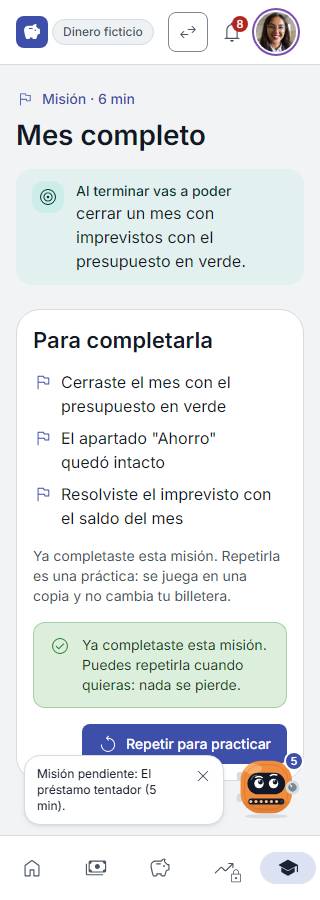 Dinero ficticio
8
Misión · 6 min
Mes completo
Al terminar vas a poder
cerrar un mes con
imprevistos con el
presupuesto en verde.
Para completarla
Cerraste el mes con el
presupuesto en verde
El apartado "Ahorro"
quedó intacto
Resolviste el imprevisto con
el saldo del mes
Ya completaste esta misión. Repetirla
es una práctica: se juega en una
copia y no cambia tu billetera.
Ya completaste esta misión.
Puedes repetirla cuando
quieras: nada se pierde.
Repetir para practicar
Misión pendiente: El
préstamo tentador (5
min).
5